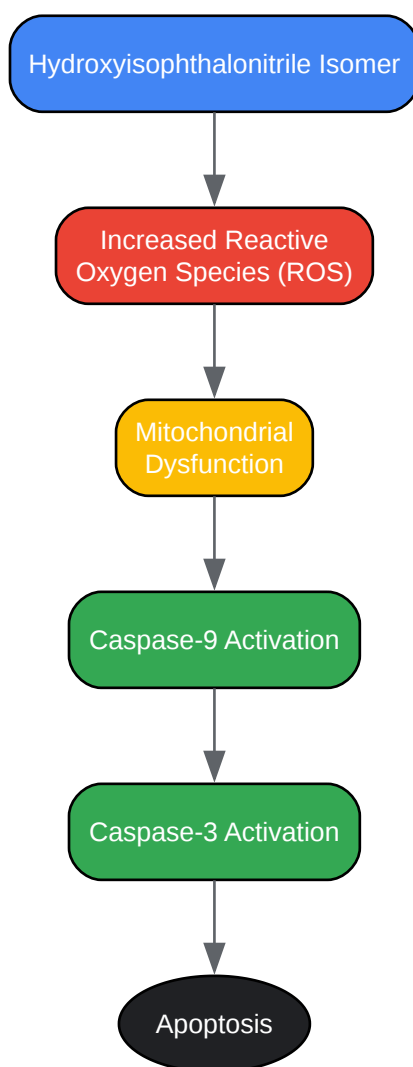 Hydroxyisophthalonitrile Isomer
Increased Reactive
Oxygen Species (ROS)
Mitochondrial
Dysfunction
Caspase-9 Activation
Caspase-3 Activation
Apoptosis